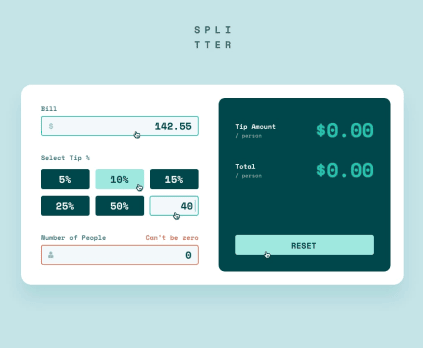 SPLI
TTER
Bill
$ 142.55
Select Tip %
5% 10% 15%
25% 50% 40
Number of People Can't be zero
0
Tip Amount $0.00
/ person
Total $0.00
/ person
RESET